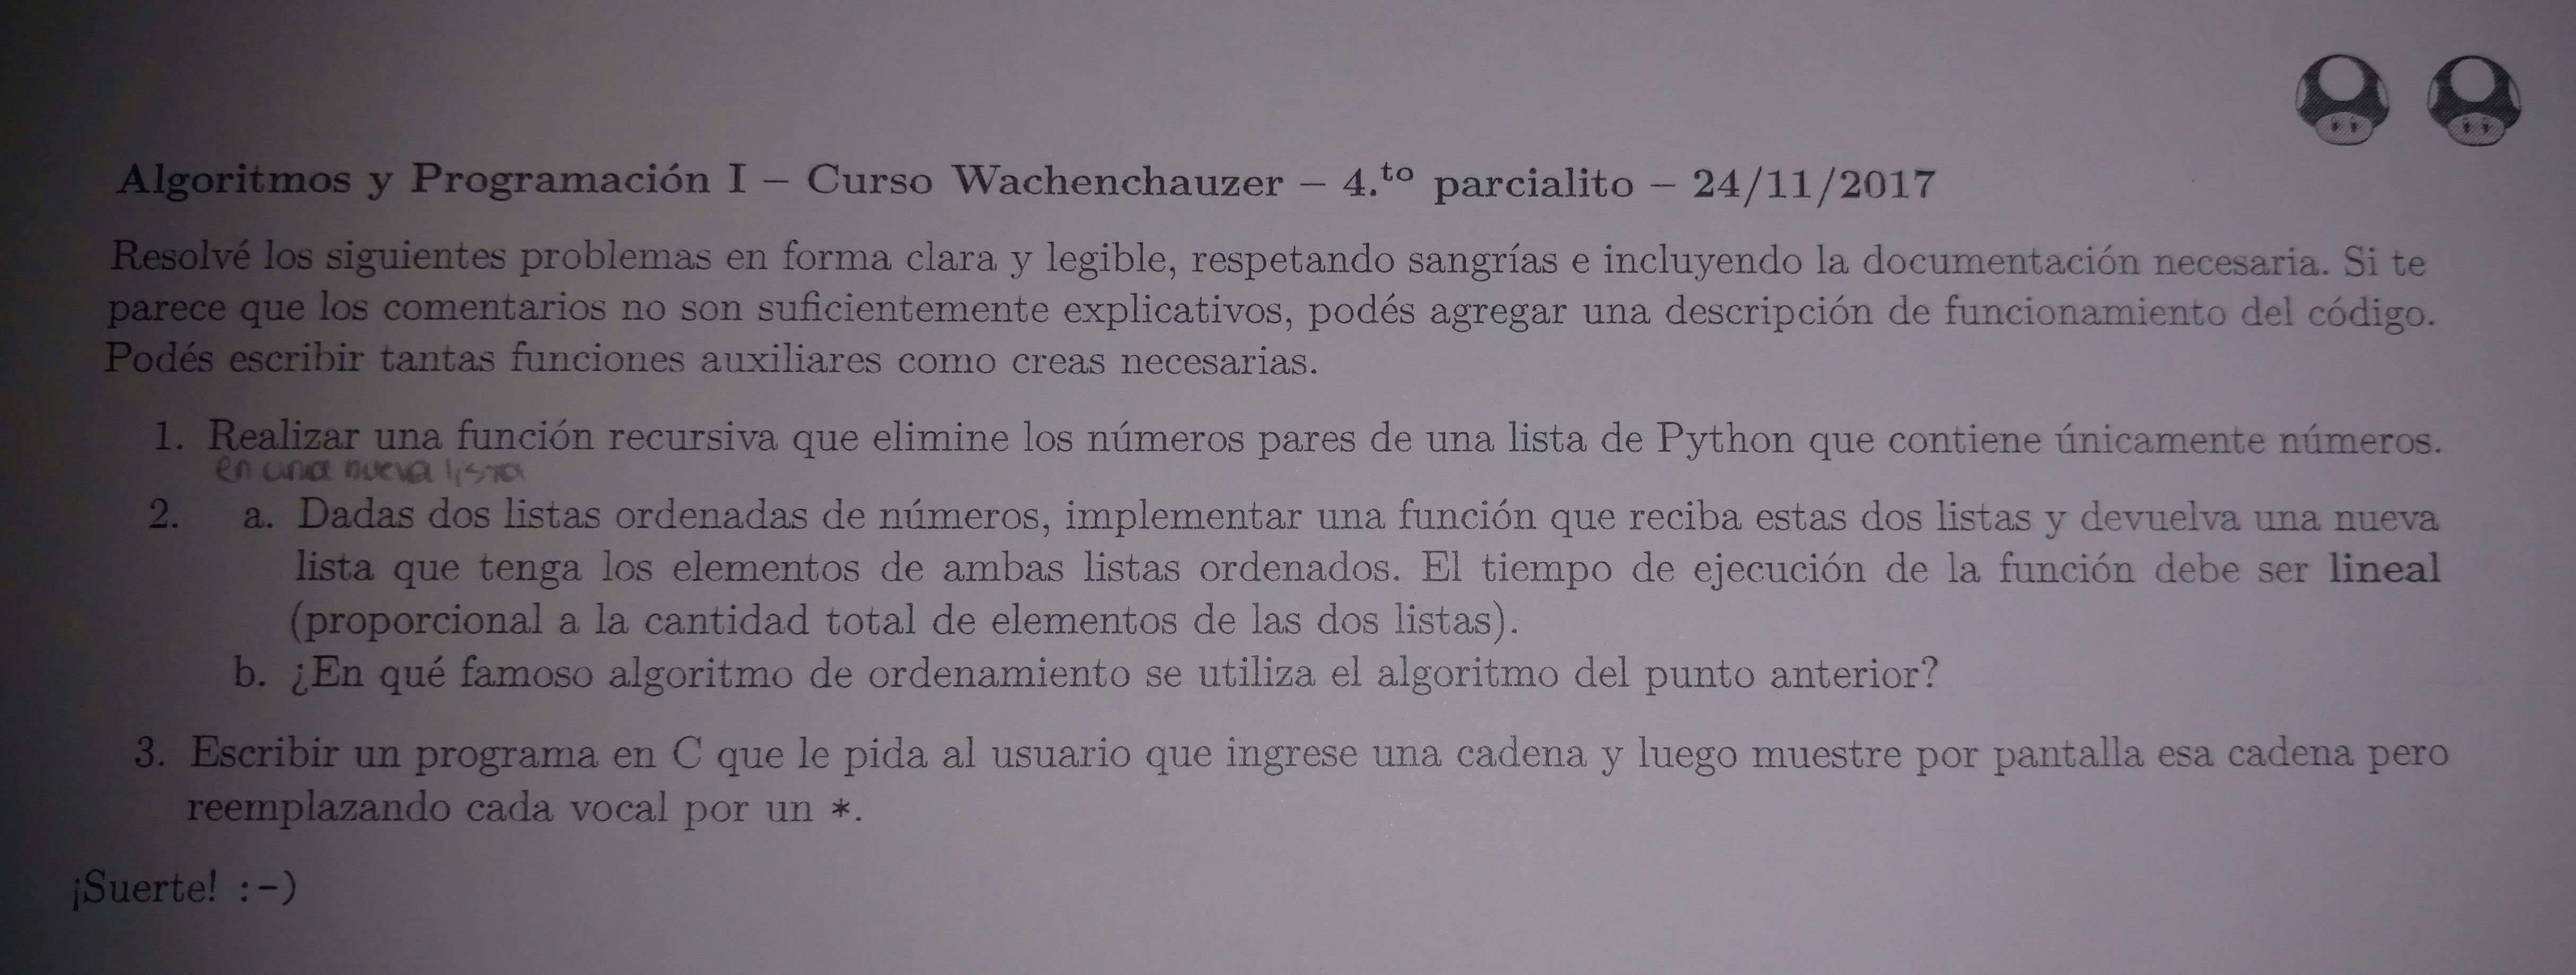 Algoritmos y Programación I – Curso Wachenchauzer – 4.to parcialito – 24/11/2017
Resolvé los siguientes problemas en forma clara y legible, respetando sangrías e incluyendo la documentación necesaria. Si te
parece que los comentarios no son suficientemente explicativos, podés agregar una descripción de funcionamiento del código.
Podés escribir tantas funciones auxiliares como creas necesarias.
1. Realizar una función recursiva que elimine los números pares de una lista de Python que contiene únicamente números.
en una nueva lista
2. a. Dadas dos listas ordenadas de números, implementar una función que reciba estas dos listas y devuelva una nueva
lista que tenga los elementos de ambas listas ordenados. El tiempo de ejecución de la función debe ser lineal
(proporcional a la cantidad total de elementos de las dos listas).
b. ¿En qué famoso algoritmo de ordenamiento se utiliza el algoritmo del punto anterior?
3. Escribir un programa en C que le pida al usuario que ingrese una cadena y luego muestre por pantalla esa cadena pero
reemplazando cada vocal por un *.
¡Suerte! :-)